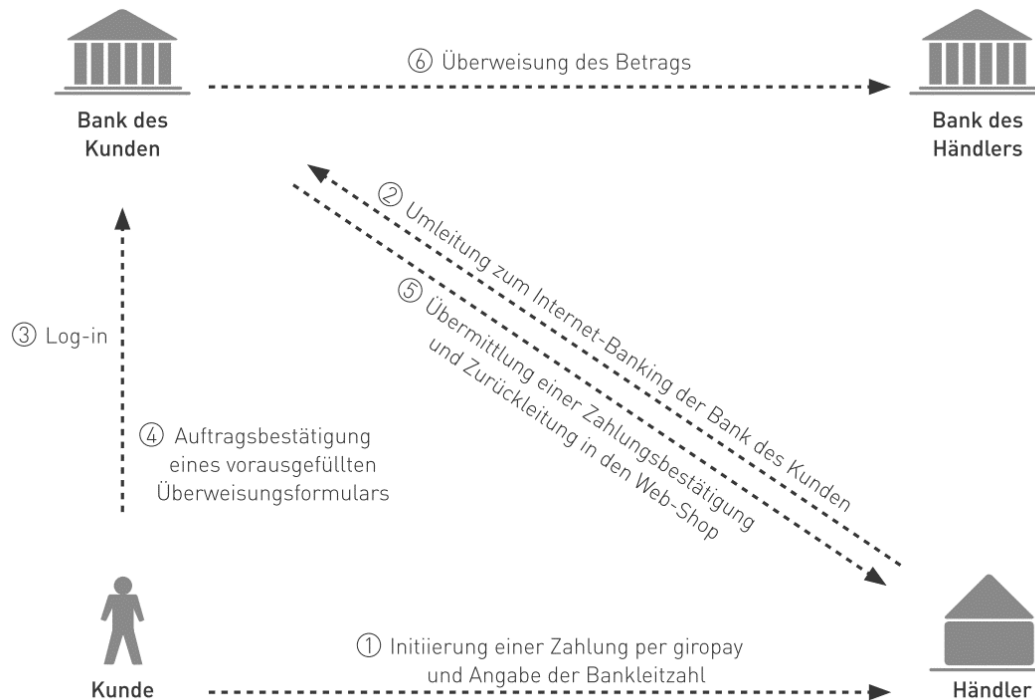 ⑥ Überweisung des Betrags
Bank des
Kunden
Bank des
Händlers
② Umleitung zum Internet-Banking der Bank des Kunden
⑤ Übermittlung einer Zahlungsbestätigung
und Zurückleitung in den Web-Shop
③ Log-in
④ Auftragsbestätigung
eines vorausgefüllten
Überweisungsformulars
① Initiierung einer Zahlung per giropay
und Angabe der Bankleitzahl
Kunde
Händler